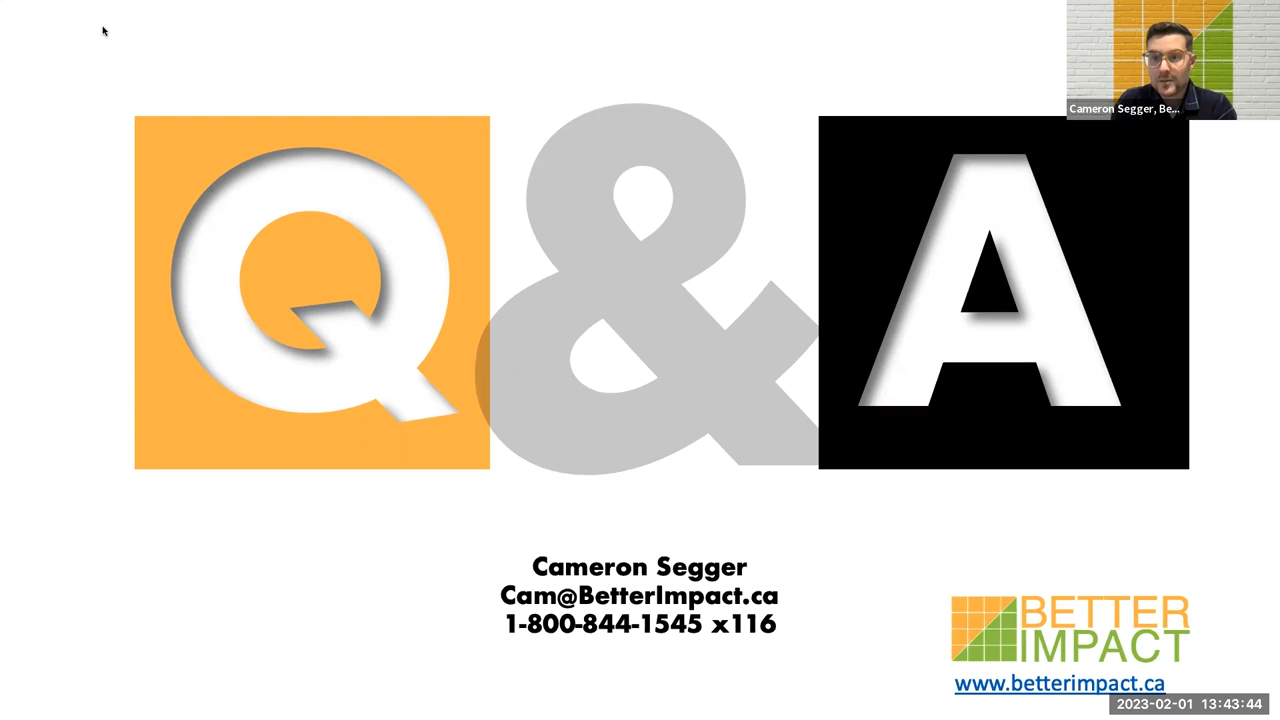 Cameron Segger, Be...
Q & A
Cameron Segger
Cam@BetterImpact.ca
1-800-844-1545 x116
BETTER
IMPACT
www.betterimpact.ca
2023-02-01 13:43:44